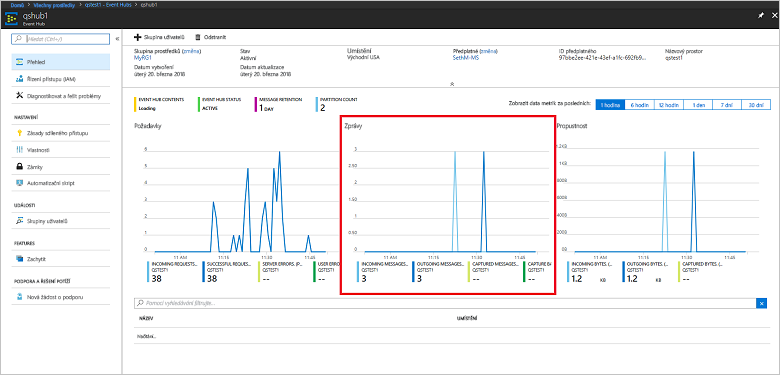 Domů > Všechny prostředky > qstest1 - Event Hubs > qshub1
qshub1
Event Hub
Hledat (Ctrl+/)
Přehled
Řízení přístupu (IAM)
Diagnostikovat a řešit problémy
NASTAVENÍ
Zásady sdíleného přístupu
Vlastnosti
Zámky
Automatizační skript
UDÁLOSTI
Skupiny uživatelů
FEATURES
Zachytit
PODPORA A ŘEŠENÍ POTÍŽÍ
Nová žádost o podporu
Skupina uživatelů
Odstranit
Skupina prostředků (změna)
MyRG1
Stav
Aktivní
Umístění
Východní USA
Předplatné (změna)
SethM-MS
ID předplatného
97bbe2ee-421e-43ef-a1fc-692fb9...
Názvový prostor
qstest1
Datum vytvoření
úterý 20. března 2018
Datum aktualizace
úterý 20. března 2018
EVENT HUB CONTENTS
Loading
EVENT HUB STATUS
ACTIVE
MESSAGE RETENTION
1 DAY
PARTITION COUNT
2
Zobrazit data metrik za posledních:
1 hodina
6 hodin
12 hodin
1 den
7 dní
30 dní
Požadavky
6
5
4
3
2
1
0
11 AM
11:15
11:30
11:45
INCOMING REQUESTS...
QSTEST1
38
SUCCESSFUL REQUES...
QSTEST1
38
SERVER ERRORS. (P...
QSTEST1
--
USER ERRO
QSTEST1
--
Zprávy
3
2.50
2
1.50
1
0.50
0
11 AM
11:15
11:30
11:45
INCOMING MESSAGES...
QSTEST1
3
OUTGOING MESSAGES...
QSTEST1
3
CAPTURED MESSAGES...
QSTEST1
--
CAPTURE BA
QSTEST1
--
Propustnost
1.2KB
1KB
800B
600B
400B
200B
0B
11 AM
11:15
11:30
11:45
INCOMING BYTES. (...
QSTEST1
1.2 KB
OUTGOING BYTES. (...
QSTEST1
1.2 KB
CAPTURED BYTES. (...
QSTEST1
--
Pomocí vyhledávání filtrujte...
NÁZEV
UMÍSTĚNÍ
Načítání...